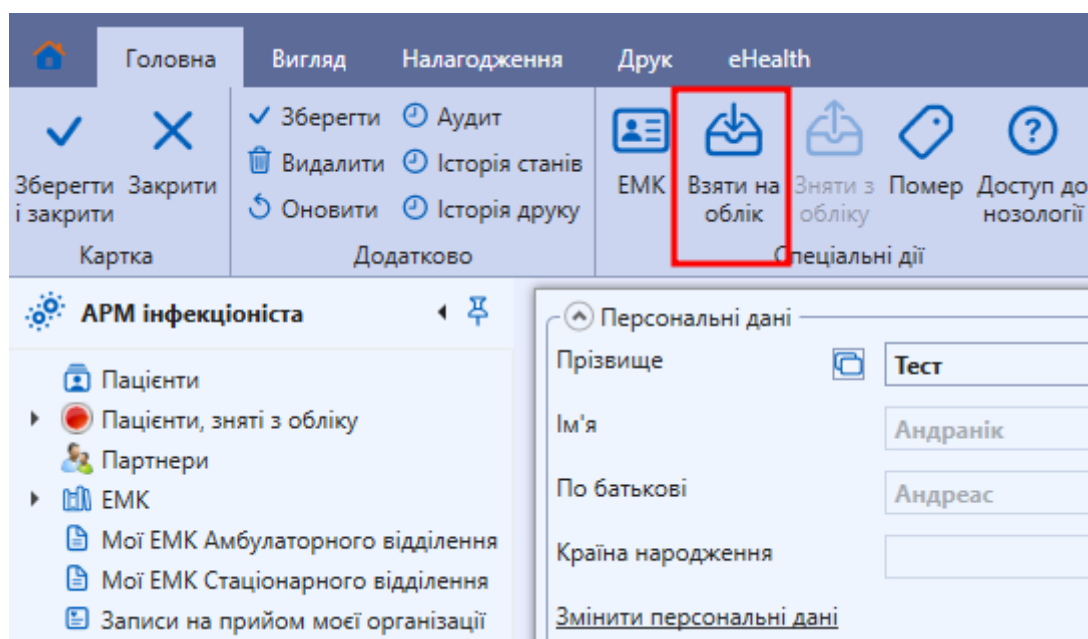 Головна Вигляд Налагодження Друк eHealth
Зберегти і закрити
Закрити
Картка
Зберегти
Видалити
Оновити
Аудит
Історія станів
Історія друку
Додатково
ЕМК
Взяти на облік
Зняти з обліку
Помер
Доступ до нозології
Спеціальні дії
АРМ інфекціоніста
Пацієнти
Пацієнти, зняті з обліку
Партнери
ЕМК
Мої ЕМК Амбулаторного відділення
Мої ЕМК Стаціонарного відділення
Записи на прийом моєї організації
Персональні дані
Прізвище Тест
Ім'я Андранік
По батькові Андреас
Країна народження
Змінити персональні дані